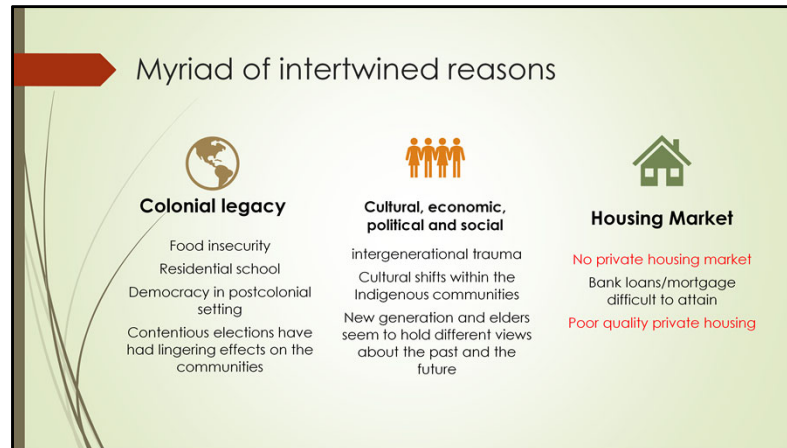 Myriad of intertwined reasons
Colonial legacy
Food insecurity
Residential school
Democracy in postcolonial
setting
Contentious elections have
had lingering effects on the
communities
Cultural, economic,
political and social
intergenerational trauma
Cultural shifts within the
Indigenous communities
New generation and elders
seem to hold different views
about the past and the
future
Housing Market
No private housing market
Bank loans/mortgage
difficult to attain
Poor quality private housing